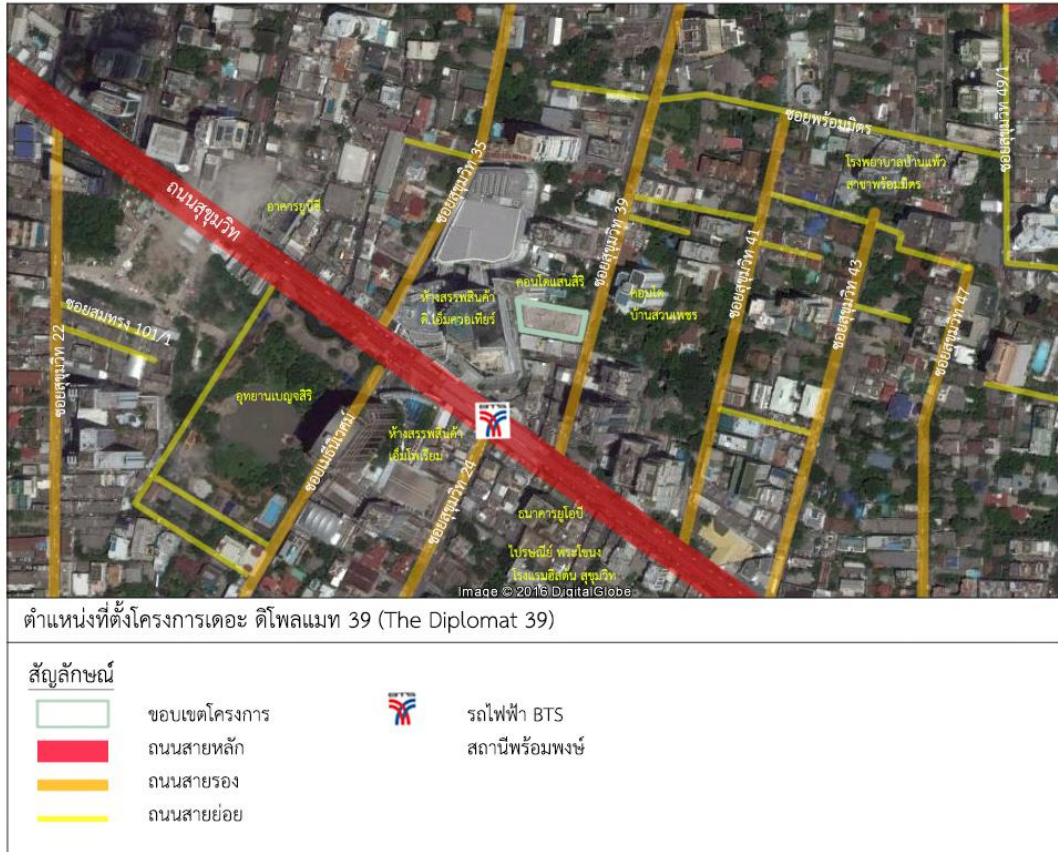 ซอยสุขุมวิท 49/1
ซอยพร้อมมิตร
ซอยสุขุมวิท 35
โรงพยาบาลบ้านแพ้ว
สาขาพร้อมมิตร
ถนนสุขุมวิท
อาคารยูนิซี
ซอยสุขุมวิท 39
ซอยสุขุมวิท 41
ซอยสุขุมวิท 43
ซอยสุขุมวิท 47
คอนโดแสนสิริ
ห้างสรรพสินค้า
ดิ เอ็มควอเทียร์
คอนโด
บ้านสวนเพชร
ซอยสมทรง 101/1
ซอยสุขุมวิท 22
อุทยานเบญจสิริ
BTS
ซอยเมธีนิเวศน์
ห้างสรรพสินค้า
เอ็มโพเรียม
ซอยสุขุมวิท 24
ธนาคารยูโอบี
ไปรษณีย์ พระโขนง
โรงแรมฮิลตัน สุขุมวิท
Image © 2016 DigitalGlobe
ตำแหน่งที่ตั้งโครงการเดอะ ดิโพลแมท 39 (The Diplomat 39)
สัญลักษณ์
ขอบเขตโครงการ
ถนนสายหลัก
ถนนสายรอง
ถนนสายย่อย
BTS
รถไฟฟ้า BTS
สถานีพร้อมพงษ์